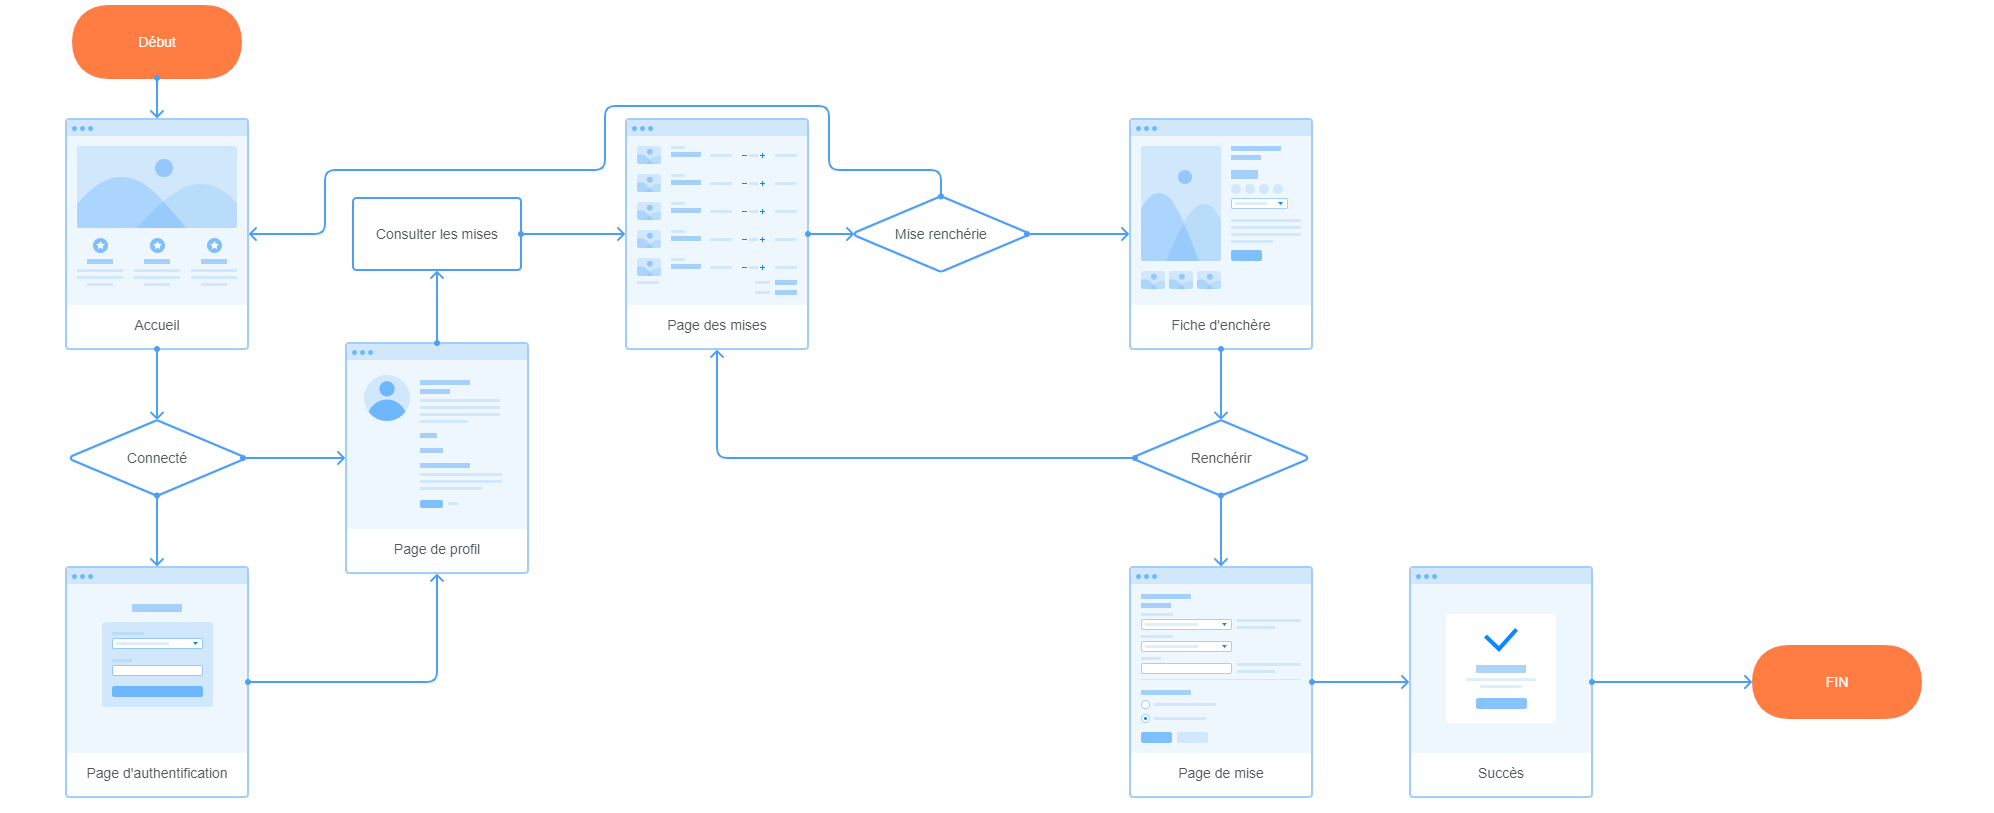 Début
Accueil
Consulter les mises
Page des mises
Mise renchérie
Fiche d'enchère
Connecté
Page de profil
Renchérir
Page d'authentification
Page de mise
Succès
FIN